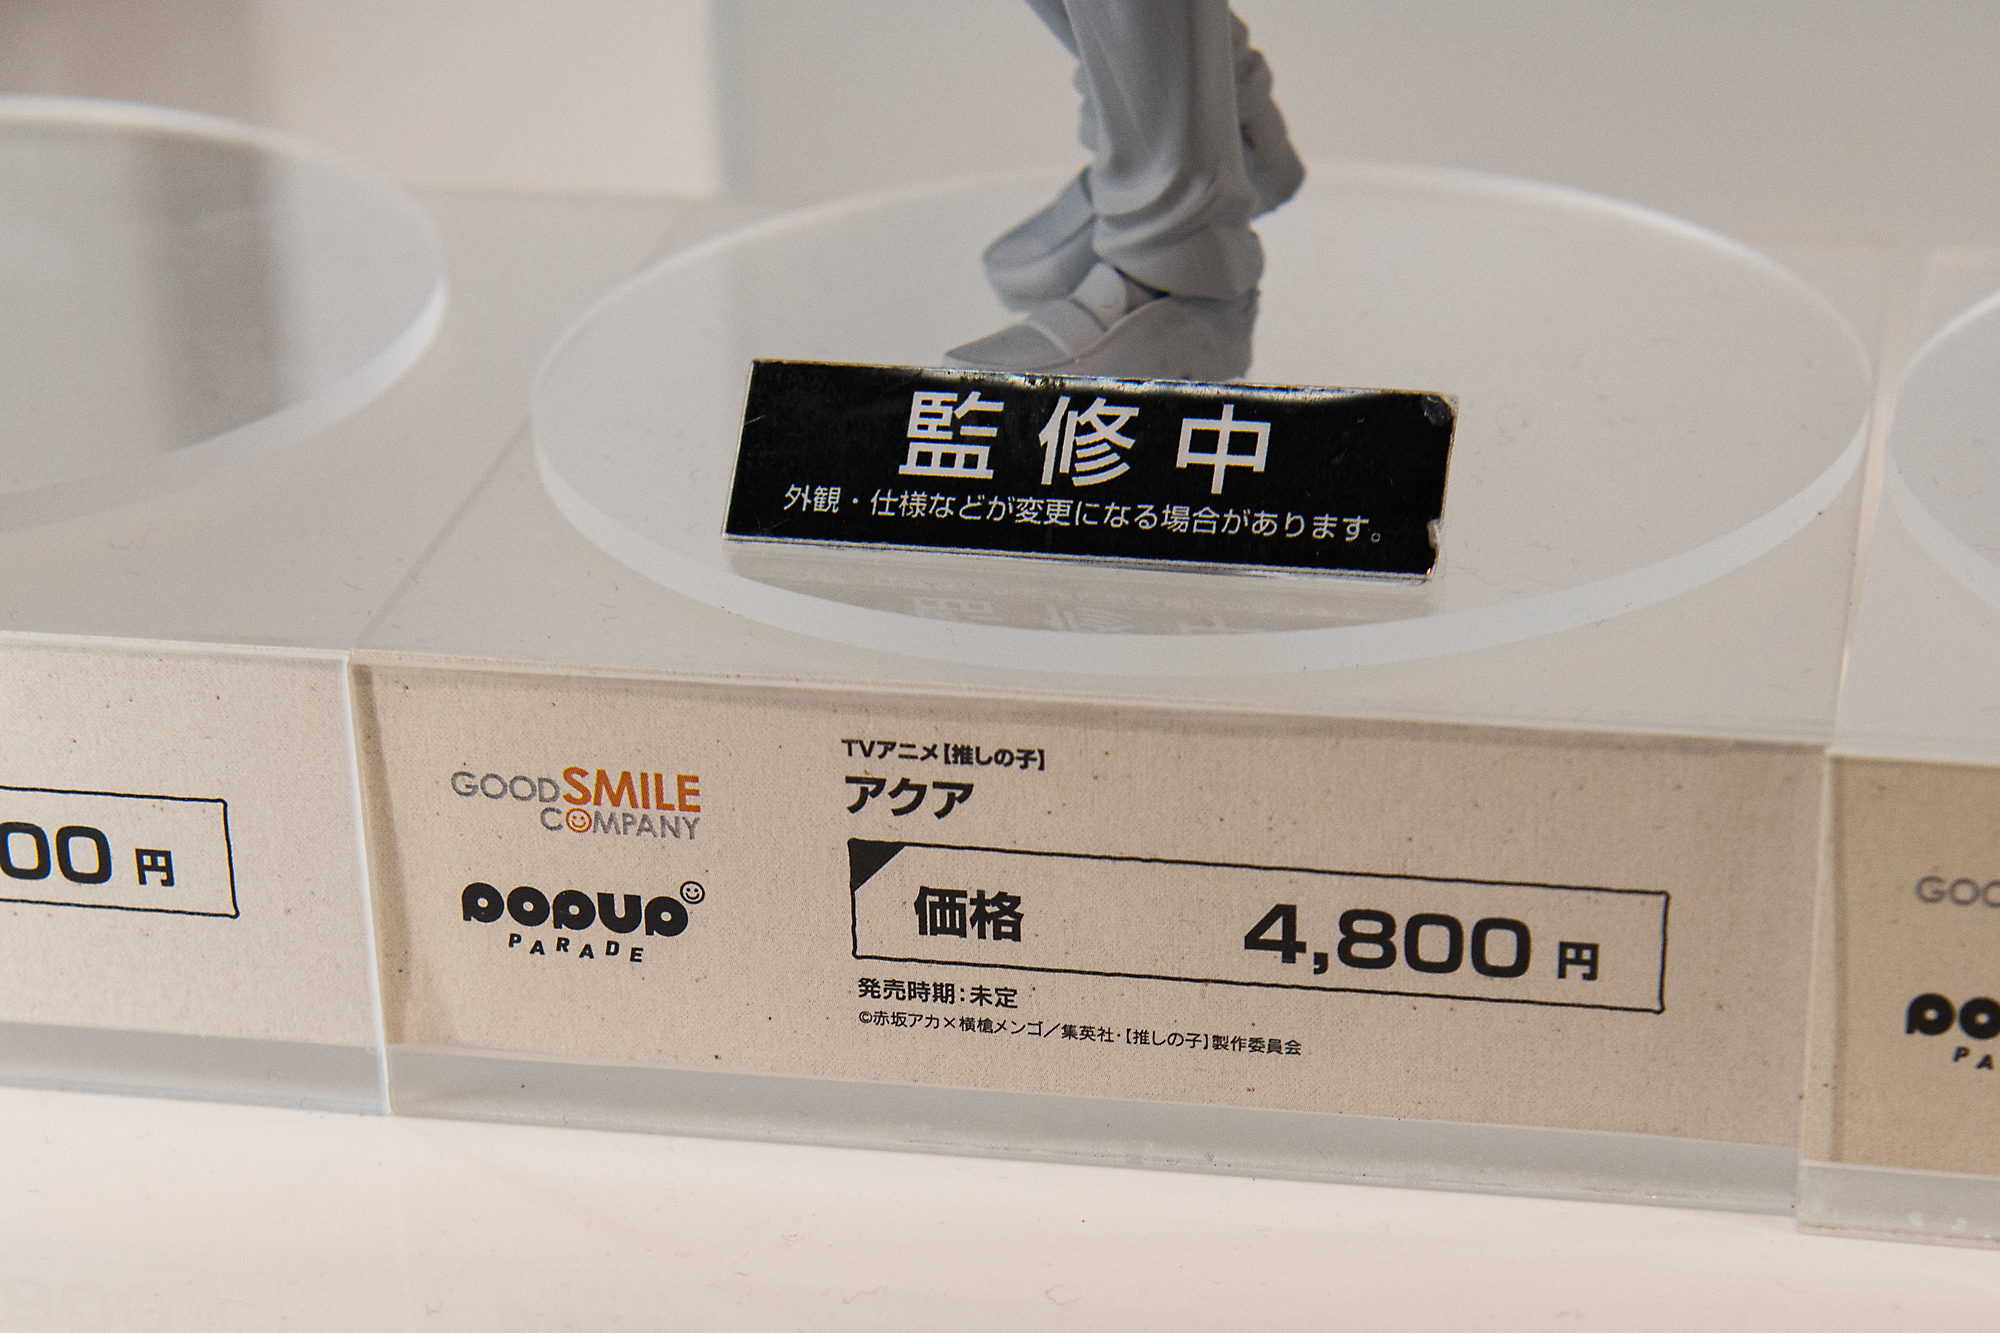 監修中
外観・仕様などが変更になる場合があります。
GOOD SMILE
COMPANY
POPUP
PARADE
TVアニメ【推しの子】
アクア
価格 4,800 円
発売時期：未定
©赤坂アカ×横槍メンゴ／集英社・【推しの子】製作委員会
00 円
GOO
PO
PA